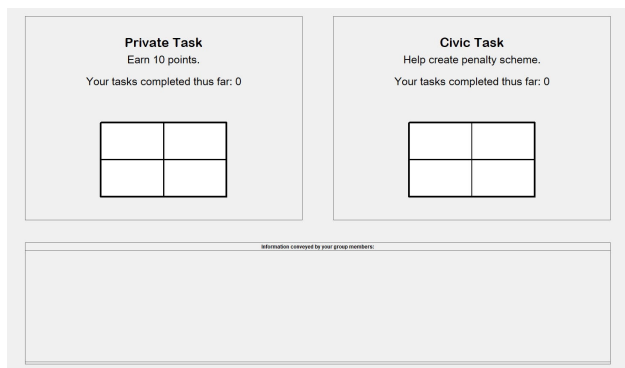 Private Task
Earn 10 points.
Your tasks completed thus far: 0
Civic Task
Help create penalty scheme.
Your tasks completed thus far: 0
Information conveyed by your group members: